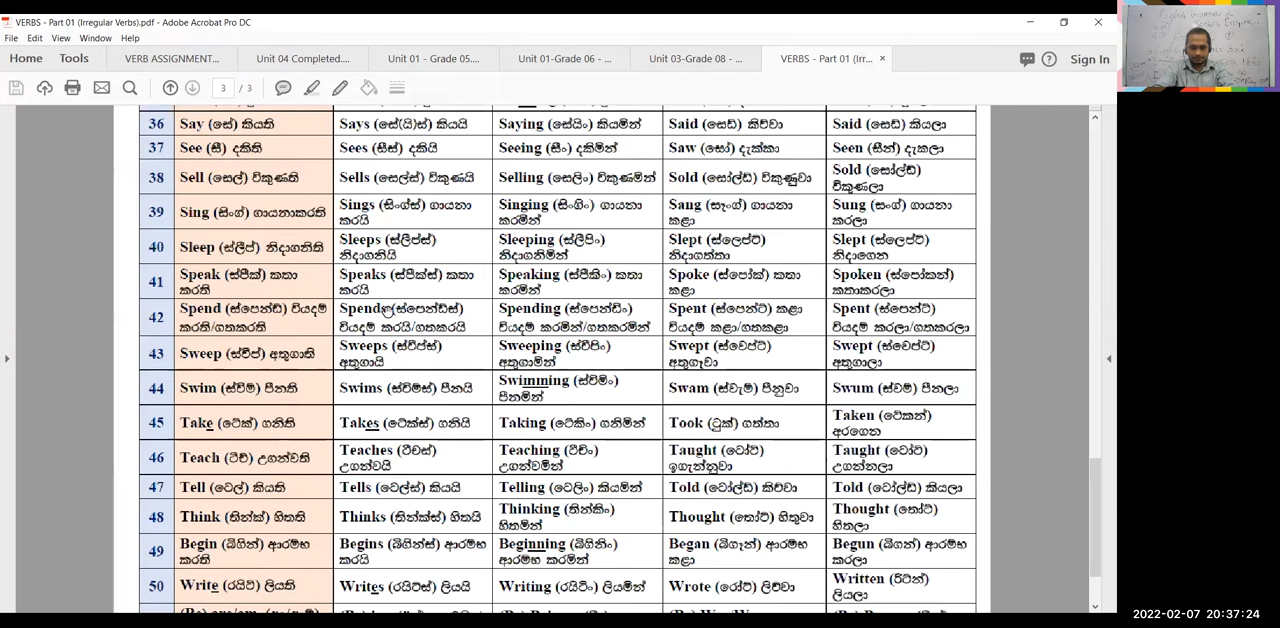 VERBS - Part 01 (Irregular Verbs).pdf - Adobe Acrobat Pro DC
File Edit View Window Help
Home Tools VERB ASSIGNMENT... Unit 04 Completed.... Unit 01 - Grade 05.... Unit 01-Grade 06 - ... Unit 03-Grade 08 - ... VERBS - Part 01 (Irr... × Sign In
3 / 3
36 Say (සේ) කියති Says (සේ(යි)ස්) කියයි Saying (සේයිං) කියමින් Said (සෙඩ්) කිව්වා Said (සෙඩ්) කියලා
37 See (සී) දකිති Sees (සීස්) දකියි Seeing (සීං) දකිමින් Saw (සෝ) දැක්කා Seen (සීන්) දැකලා
38 Sell (සෙල්) විකුණති Sells (සෙල්ස්) විකුණයි Selling (සෙලිං) විකුණමින් Sold (සෝල්ඩ්) විකුණුවා Sold (සෝල්ඩ්) විකුණලා
39 Sing (සිංග්) ගායනාකරති Sings (සිංග්ස්) ගායනා කරයි Singing (සිංගිං) ගායනා කරමින් Sang (සැංග්) ගායනා කළා Sung (සංග්) ගායනා කරලා
40 Sleep (ස්ලීප්) නිදාගනිති Sleeps (ස්ලීප්ස්) නිදාගනියි Sleeping (ස්ලීපිං) නිදාගනිමින් Slept (ස්ලෙප්ට්) නිදාගත්තා Slept (ස්ලෙප්ට්) නිදාගෙන
41 Speak (ස්පීක්) කතා කරති Speaks (ස්පීක්ස්) කතා කරයි Speaking (ස්පීකිං) කතා කරමින් Spoke (ස්පෝක්) කතා කළා Spoken (ස්පෝකන්) කතාකරලා
42 Spend (ස්පෙන්ඩ්) වියදම් කරති/ගතකරති Spends (ස්පෙන්ඩ්ස්) වියදම් කරයි/ගතකරයි Spending (ස්පෙන්ඩිං) වියදම් කරමින්/ගතකරමින් Spent (ස්පෙන්ට්) කළා වියදම් කළා/ගතකළා Spent (ස්පෙන්ට්) වියදම් කරලා/ගතකරලා
43 Sweep (ස්වීප්) අතුගාති Sweeps (ස්වීප්ස්) අතුගායි Sweeping (ස්වීපිං) අතුගාමින් Swept (ස්වෙප්ට්) අතුගෑවා Swept (ස්වෙප්ට්) අතුගාලා
44 Swim (ස්විම්) පීනති Swims (ස්විම්ස්) පීනයි Swimming (ස්විමිං) පීනමින් Swam (ස්වෑම්) පීනුවා Swum (ස්වම්) පීනලා
45 Take (ටේක්) ගනිති Takes (ටේක්ස්) ගනියි Taking (ටේකිං) ගනිමින් Took (ටුක්) ගත්තා Taken (ටේකන්) අරගෙන
46 Teach (ටීච්) උගන්වති Teaches (ටීචස්) උගන්වයි Teaching (ටීචිං) උගන්වමින් Taught (ටෝට්) ඉගැන්නුවා Taught (ටෝට්) උගන්නලා
47 Tell (ටෙල්) කියති Tells (ටෙල්ස්) කියයි Telling (ටෙලිං) කියමින් Told (ටෝල්ඩ්) කිව්වා Told (ටෝල්ඩ්) කියලා
48 Think (තින්ක්) හිතති Thinks (තින්ක්ස්) හිතයි Thinking (තින්කිං) හිතමින් Thought (තෝට්) හිතුවා Thought (තෝට්) හිතලා
49 Begin (බිගින්) ආරම්භ කරති Begins (බිගින්ස්) ආරම්භ කරයි Beginning (බිගිනිං) ආරම්භ කරමින් Began (බිගෑන්) ආරම්භ කළා Begun (බිගන්) ආරම්භ කරලා
50 Write (රයිට්) ලියති Writes (රයිට්ස්) ලියයි Writing (රයිටිං) ලියමින් Wrote (රෝට්) ලිව්වා Written (රිටන්) ලියලා
2022-02-07 20:37:24